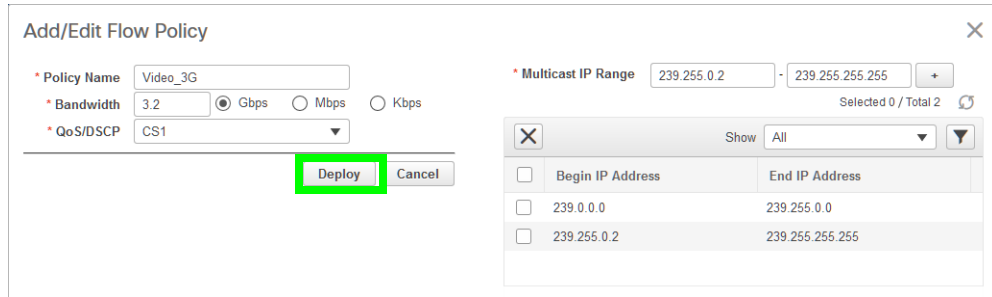 Add/Edit Flow Policy
* Policy Name Video_3G
* Bandwidth 3.2 Gbps Mbps Kbps
* QoS/DSCP CS1
Deploy Cancel
* Multicast IP Range 239.255.0.2 - 239.255.255.255 +
Selected 0 / Total 2
Show All
Begin IP Address End IP Address
239.0.0.0 239.255.0.0
239.255.0.2 239.255.255.255